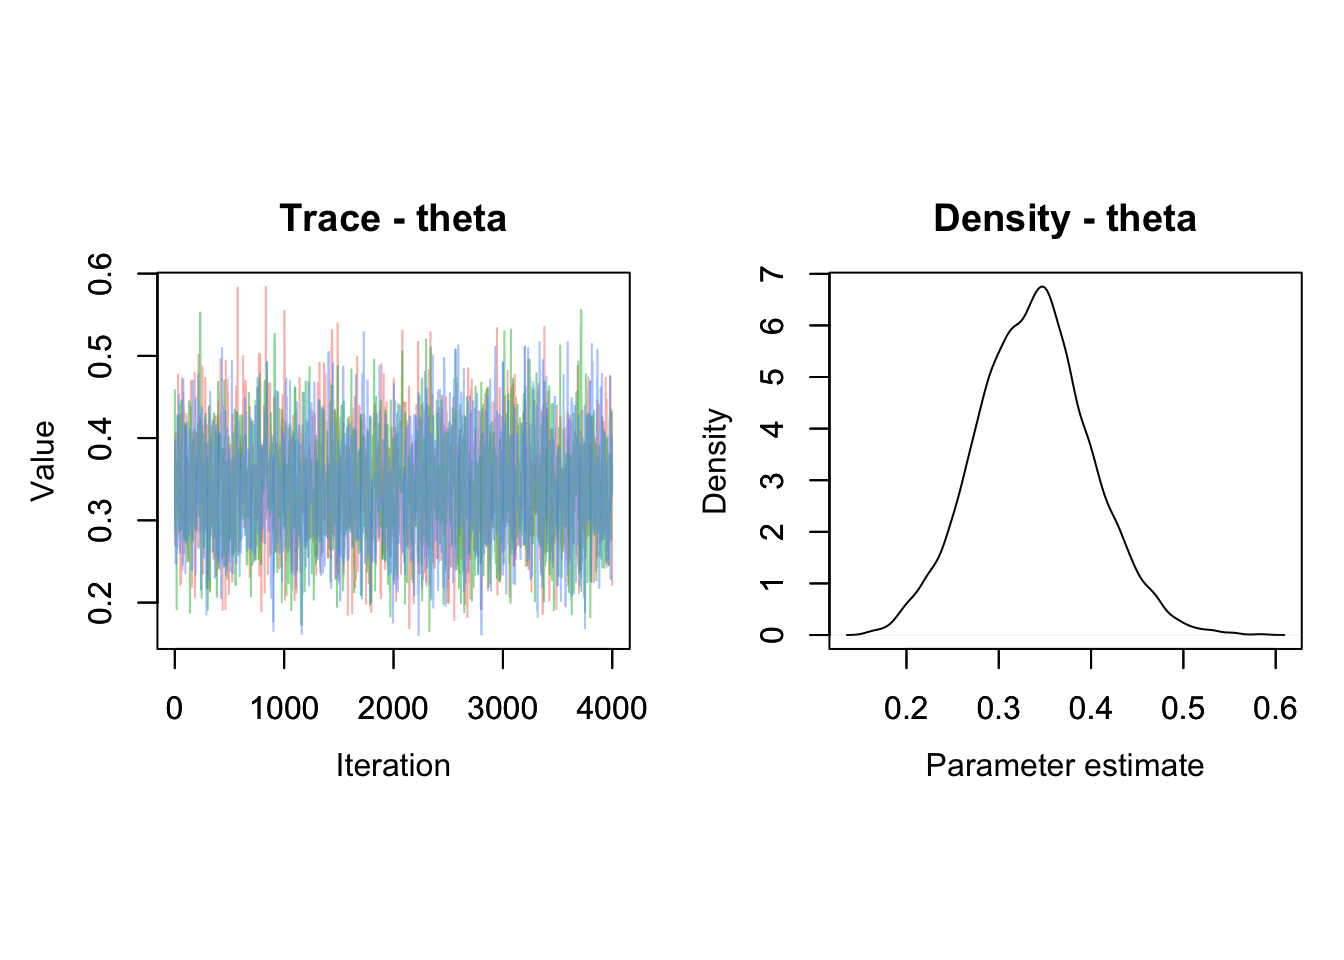 Trace - theta
Value
0.2 0.3 0.4 0.5 0.6
0 1000 2000 3000 4000
Iteration
Density - theta
Density
0 1 2 3 4 5 6 7
0.2 0.3 0.4 0.5 0.6
Parameter estimate